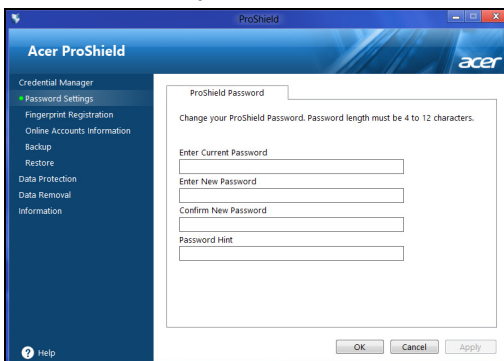 ProShield
Acer ProShield
acer
Credential Manager
Password Settings
Fingerprint Registration
Online Accounts Information
Backup
Restore
Data Protection
Data Removal
Information
Help
ProShield Password
Change your ProShield Password. Password length must be 4 to 12 characters.
Enter Current Password
Enter New Password
Confirm New Password
Password Hint
OK Cancel Apply